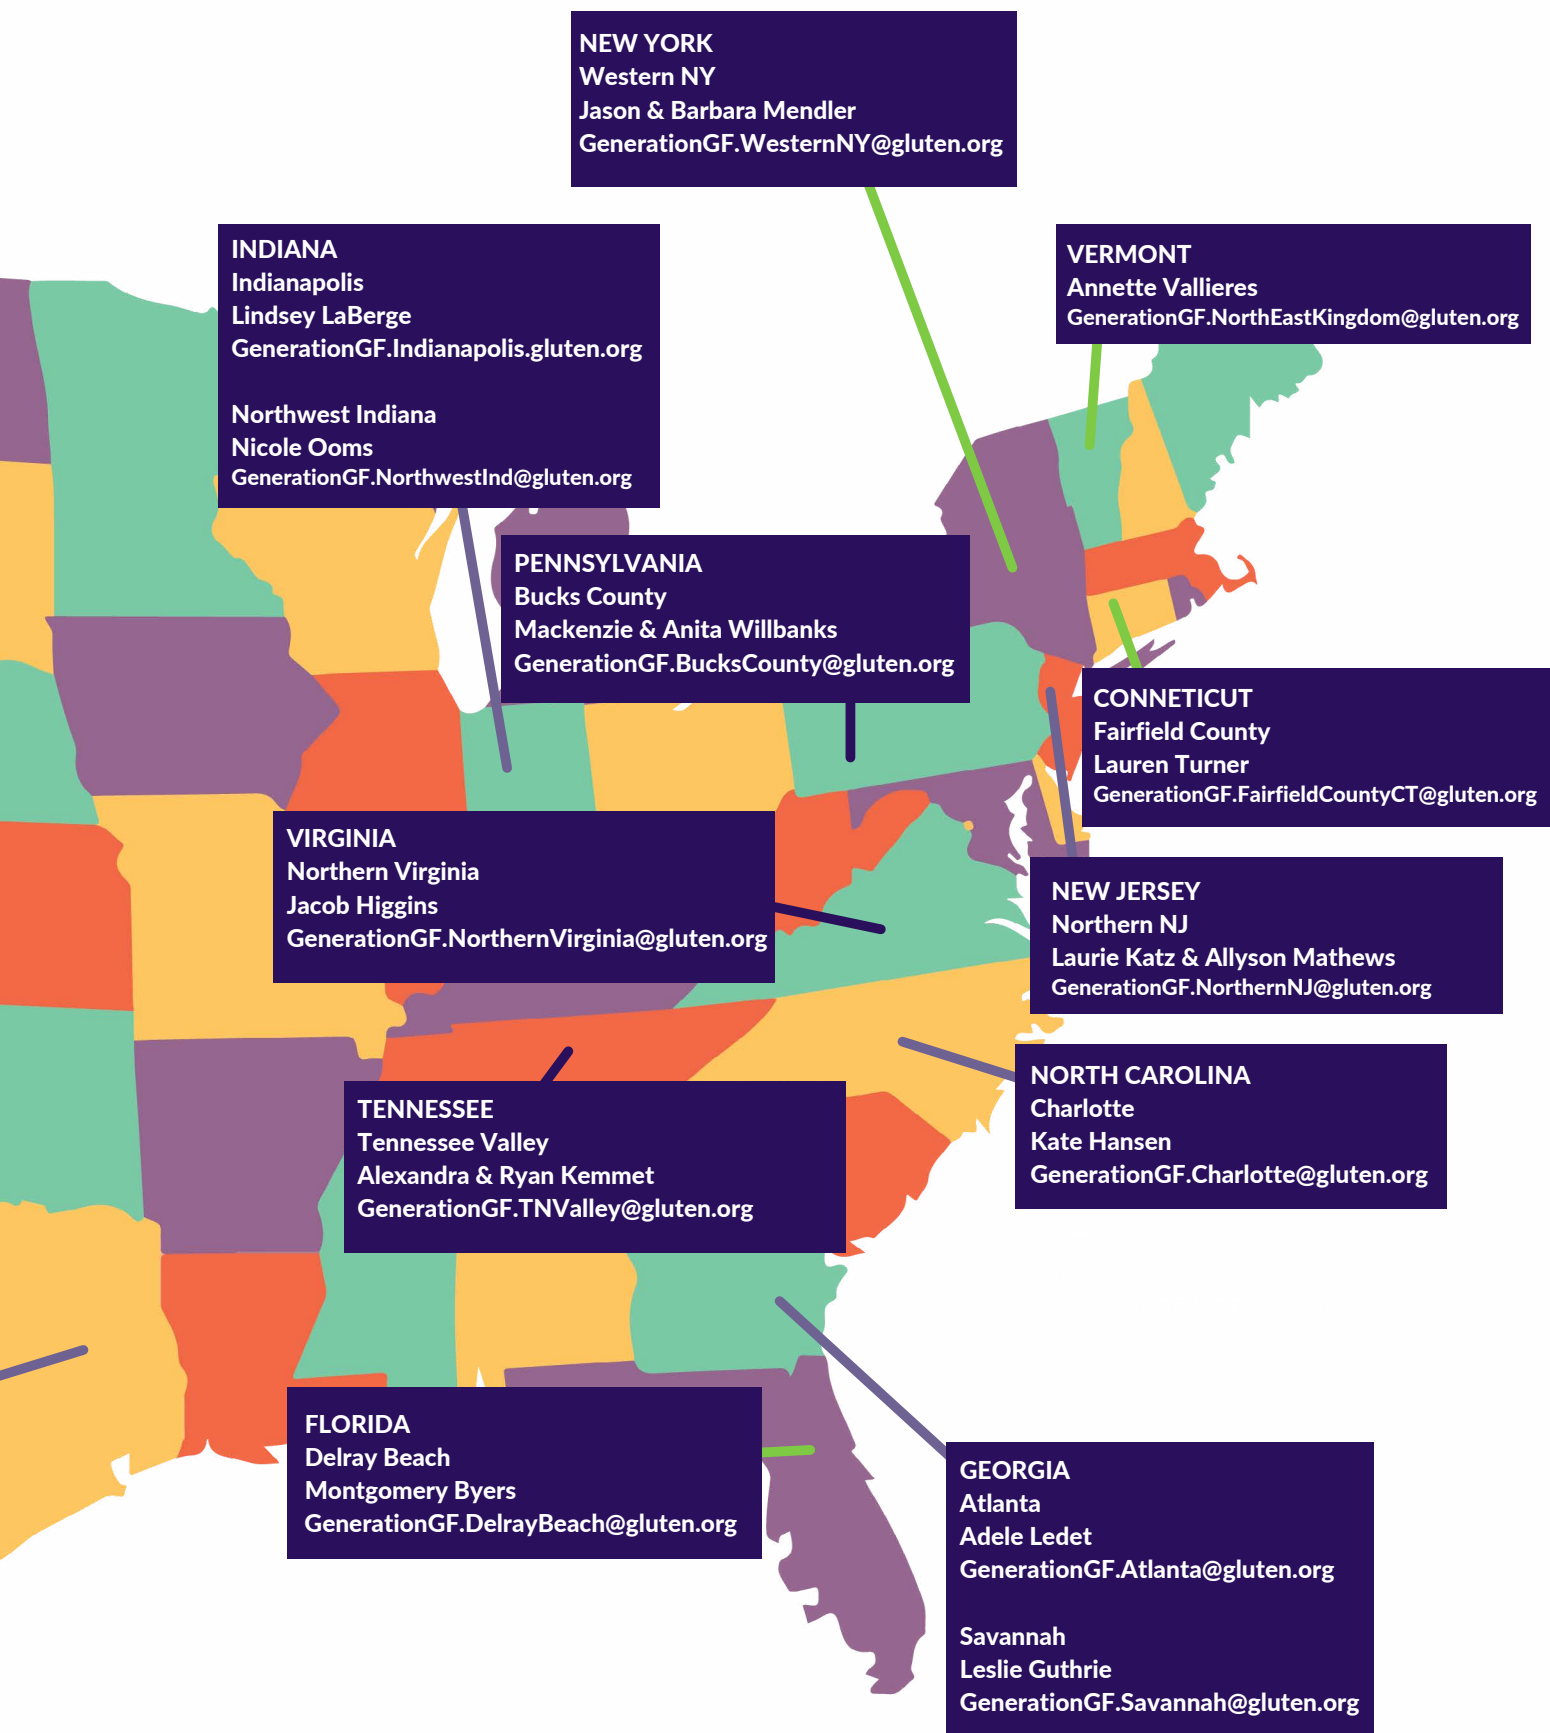 NEW YORK
Western NY
Jason & Barbara Mendler
GenerationGF.WesternNY@gluten.org
INDIANA
Indianapolis
Lindsey LaBerge
GenerationGF.Indianapolis.gluten.org
Northwest Indiana
Nicole Ooms
GenerationGF.NorthwestInd@gluten.org
VERMONT
Annette Vallieres
GenerationGF.NorthEastKingdom@gluten.org
PENNSYLVANIA
Bucks County
Mackenzie & Anita Willbanks
GenerationGF.BucksCounty@gluten.org
CONNETICUT
Fairfield County
Lauren Turner
GenerationGF.FairfieldCountyCT@gluten.org
VIRGINIA
Northern Virginia
Jacob Higgins
GenerationGF.NorthernVirginia@gluten.org
NEW JERSEY
Northern NJ
Laurie Katz & Allyson Mathews
GenerationGF.NorthernNJ@gluten.org
NORTH CAROLINA
Charlotte
Kate Hansen
GenerationGF.Charlotte@gluten.org
TENNESSEE
Tennessee Valley
Alexandra & Ryan Kemmet
GenerationGF.TNValley@gluten.org
FLORIDA
Delray Beach
Montgomery Byers
GenerationGF.DelrayBeach@gluten.org
GEORGIA
Atlanta
Adele Ledet
GenerationGF.Atlanta@gluten.org
Savannah
Leslie Guthrie
GenerationGF.Savannah@gluten.org